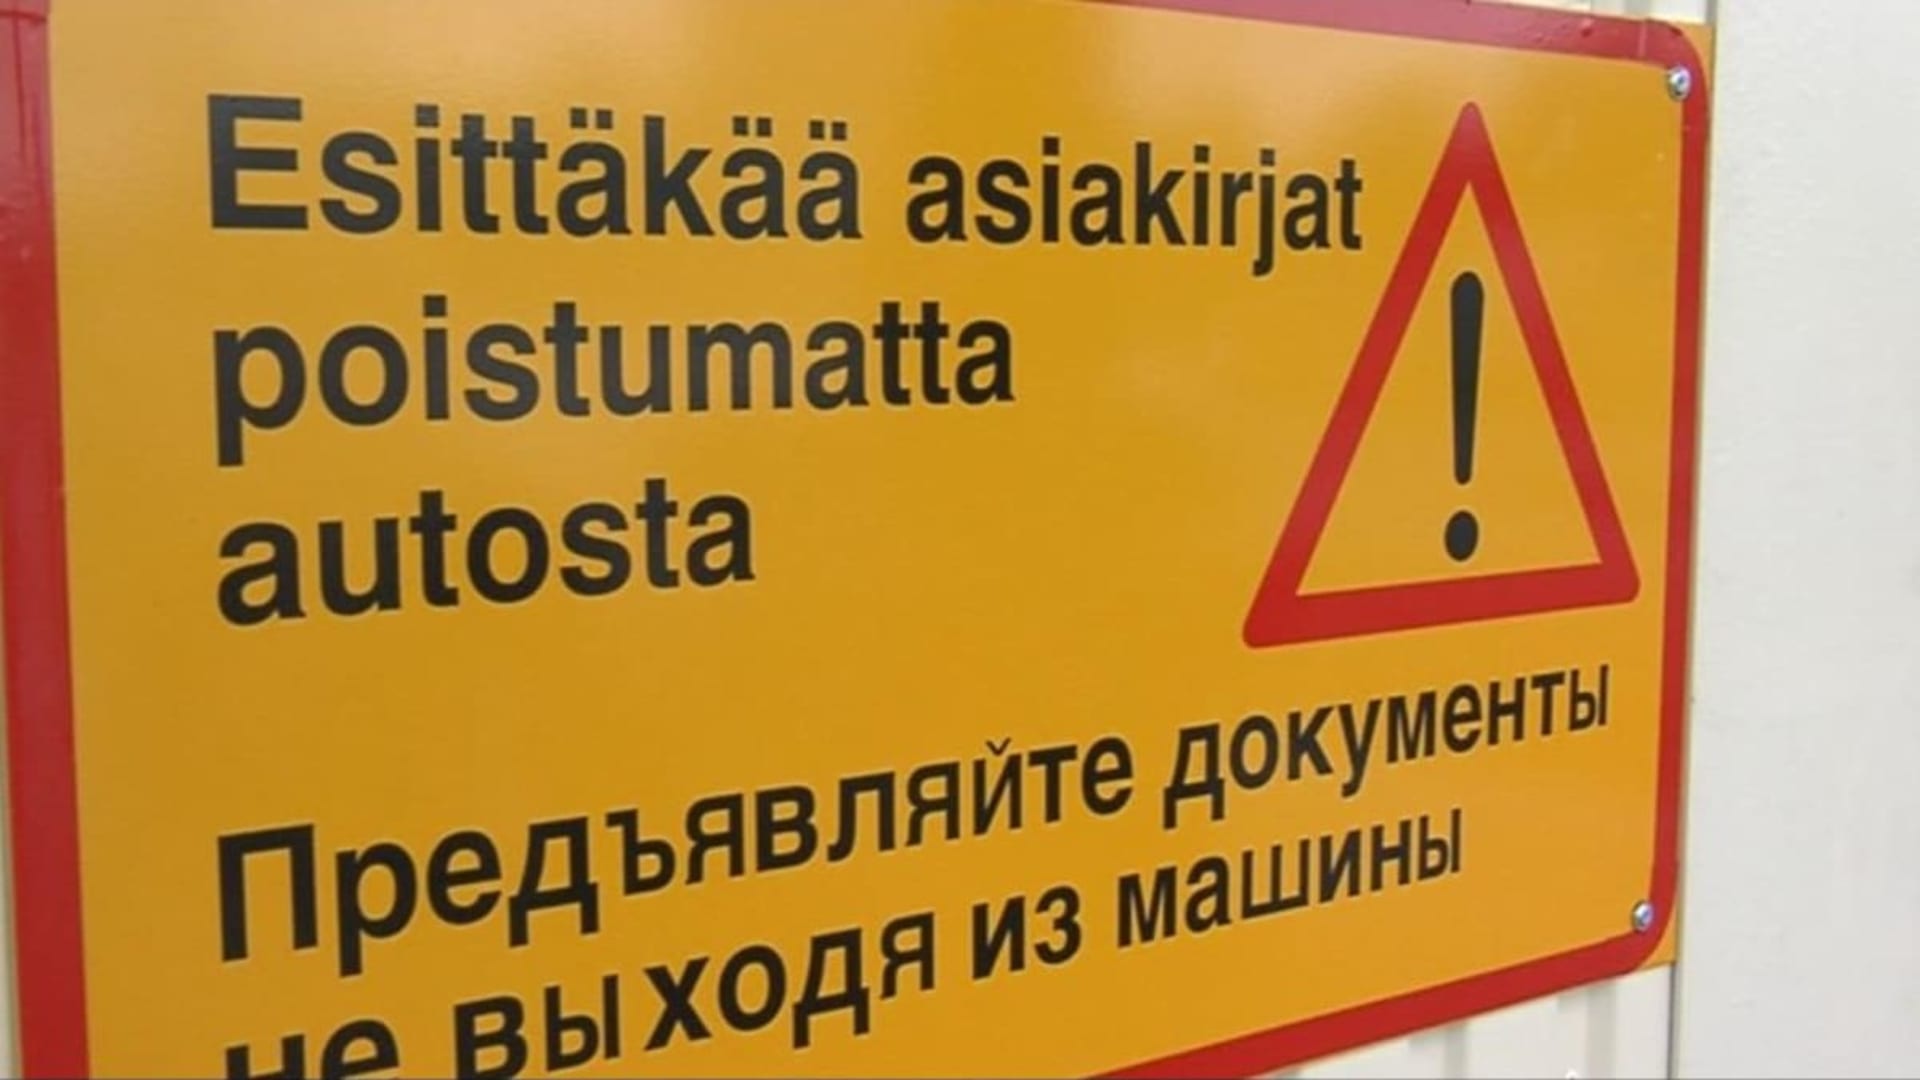 Esittäkää asiakirjat
poistumatta
autosta
Предъявляйте документы
не выходя из машины